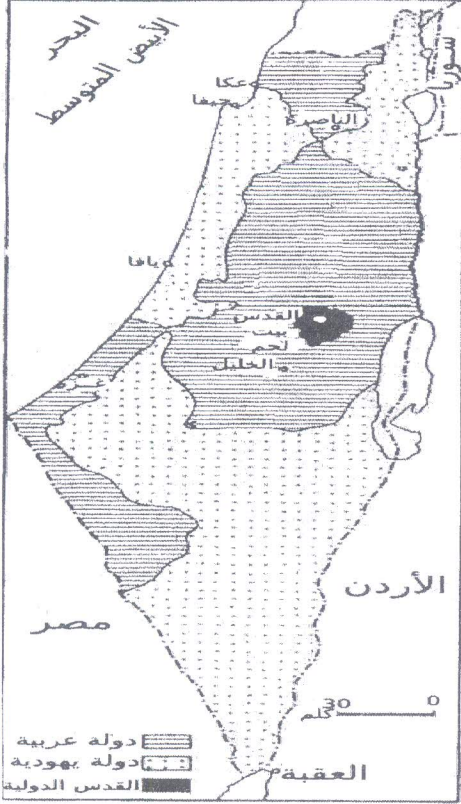 البحر
الأبيض المتوسط
سوريا
عكا
حيفا
الناصرة
يافا
القدس
بيت
لحم
الخليل
الأردن
مصر
30
0
كلم
دولة عربية
دولة يهودية
القدس الدولية
العقبة